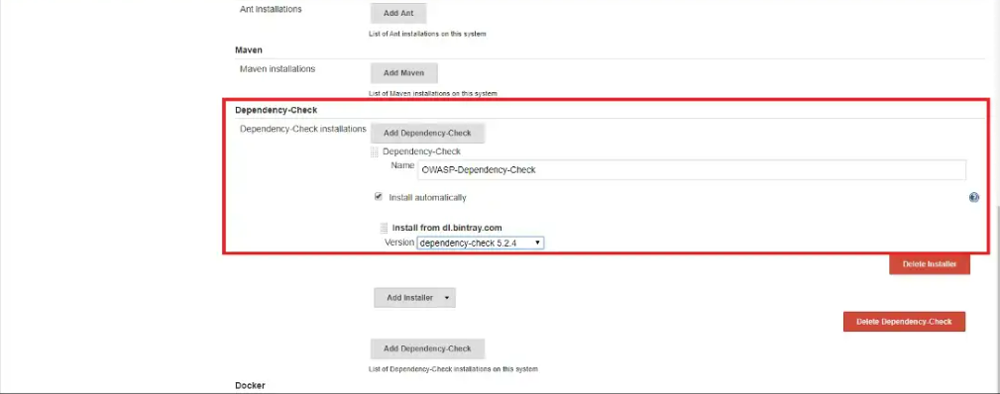 Ant Installations
Add Ant
List of Ant installations on this system
Maven
Maven installations
Add Maven
List of Maven installations on this system
Dependency-Check
Dependency-Check installations
Add Dependency-Check
Dependency-Check
Name
OWASP-Dependency-Check
Install automatically
Install from dl.bintray.com
Version
dependency-check 5.2.4
Delete Installer
Add Installer
Delete Dependency-Check
Add Dependency-Check
List of Dependency-Check installations on this system
Docker